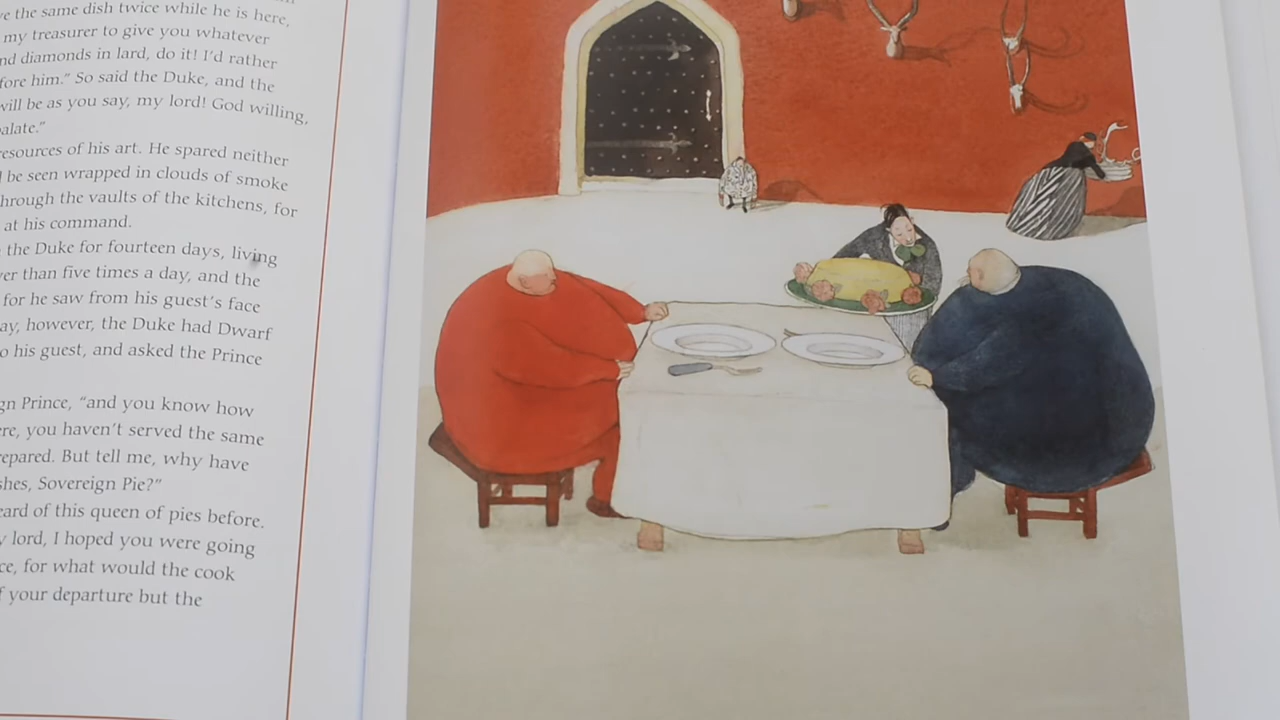 ve the same dish twice while he is here,
my treasurer to give you whatever
nd diamonds in lard, do it! I'd rather
fore him." So said the Duke, and the
will be as you say, my lord! God willing,
palate."
resources of his art. He spared neither
l be seen wrapped in clouds of smoke
hrough the vaults of the kitchens, for
at his command.
the Duke for fourteen days, living
ver than five times a day, and the
for he saw from his guest's face
ay, however, the Duke had Dwarf
o his guest, and asked the Prince
gn Prince, "and you know how
ere, you haven't served the same
repared. But tell me, why have
shes, Sovereign Pie?"
eard of this queen of pies before.
y lord, I hoped you were going
ce, for what would the cook
f your departure but the